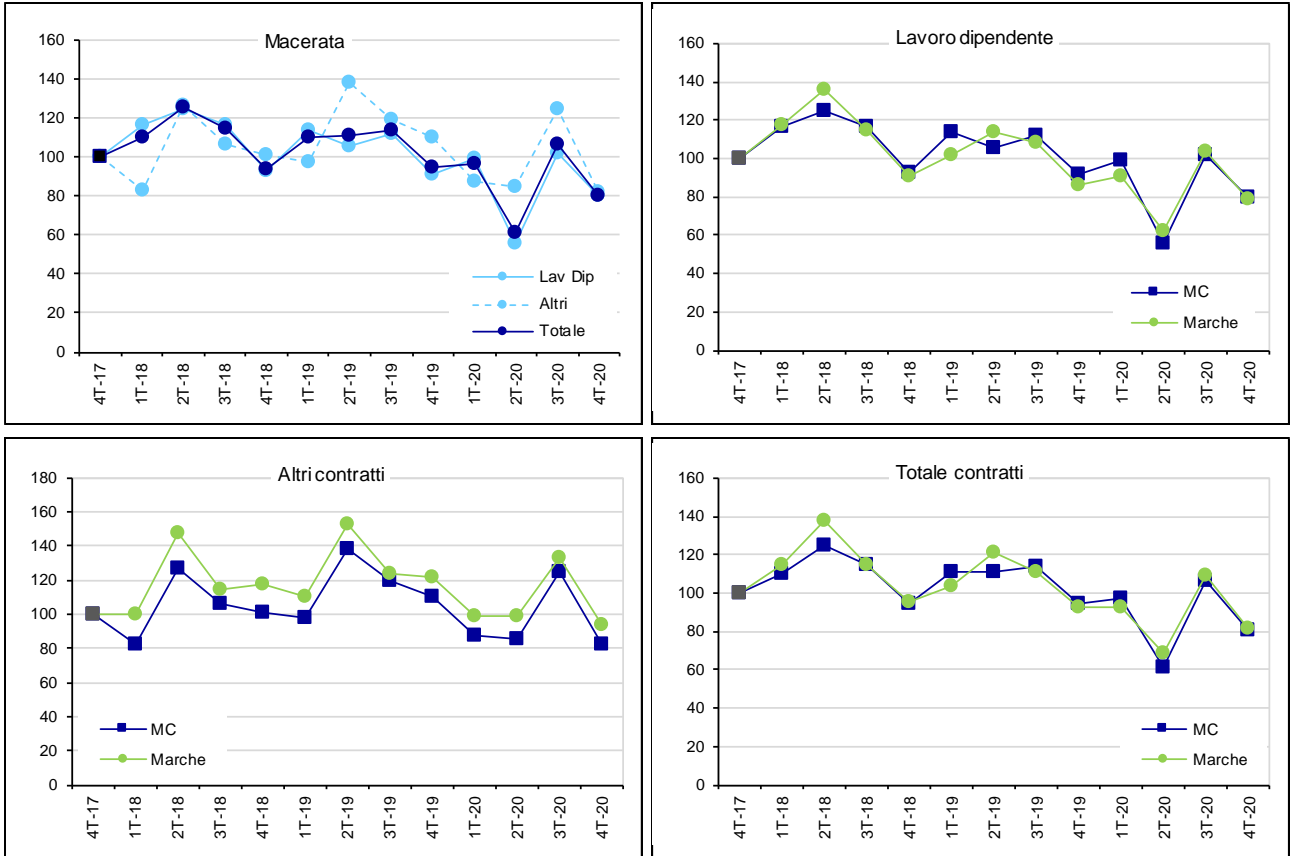 Macerata
160
140
120
100
80
60
40
20
0
4T-17
1T-18
2T-18
3T-18
4T-18
1T-19
2T-19
3T-19
4T-19
1T-20
2T-20
3T-20
4T-20
Lav Dip
Altri
Totale
Lavoro dipendente
160
140
120
100
80
60
40
20
0
4T-17
1T-18
2T-18
3T-18
4T-18
1T-19
2T-19
3T-19
4T-19
1T-20
2T-20
3T-20
4T-20
MC
Marche
Altri contratti
180
160
140
120
100
80
60
40
20
0
4T-17
1T-18
2T-18
3T-18
4T-18
1T-19
2T-19
3T-19
4T-19
1T-20
2T-20
3T-20
4T-20
MC
Marche
Totale contratti
160
140
120
100
80
60
40
20
0
4T-17
1T-18
2T-18
3T-18
4T-18
1T-19
2T-19
3T-19
4T-19
1T-20
2T-20
3T-20
4T-20
MC
Marche